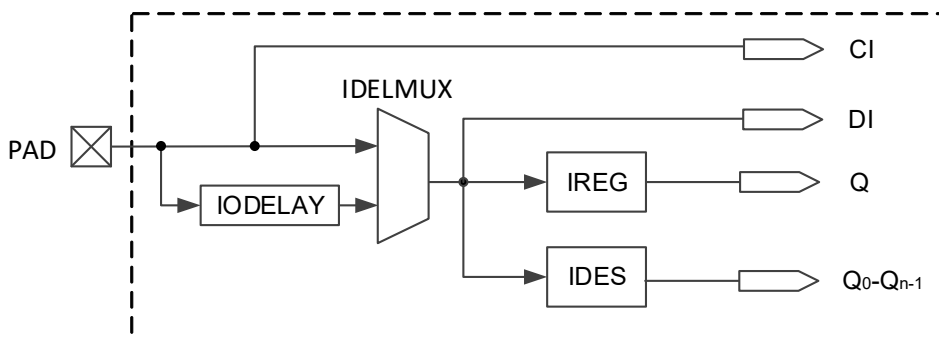 CI
IDELMUX
DI
PAD
IREG
Q
IODELAY
IDES
Q0-Qn-1